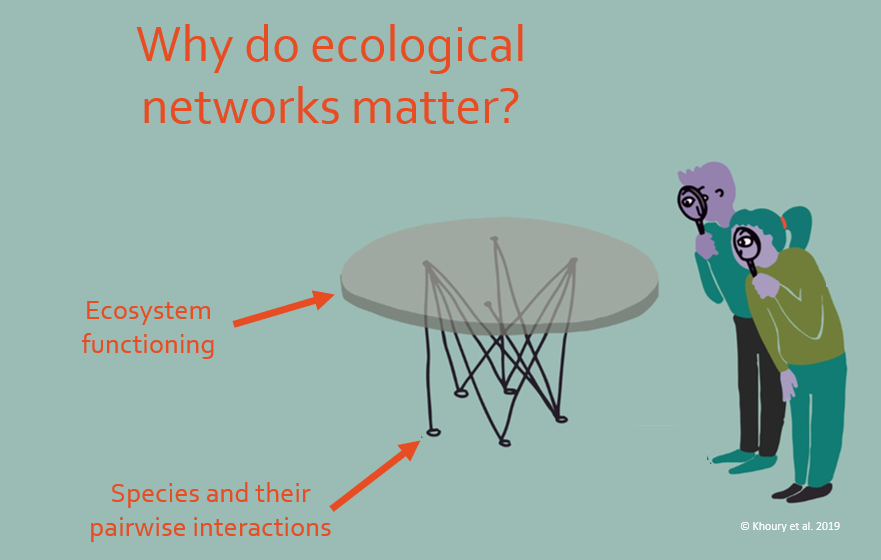 Why do ecological
networks matter?
Ecosystem
functioning
Species and their
pairwise interactions
© Khoury et al. 2019